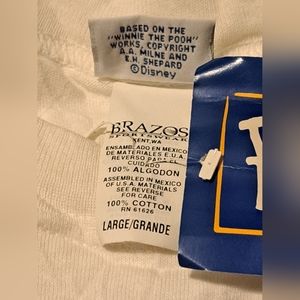 BASED ON THE
"WINNIE THE POOH"
WORKS, COPYRIGHT
A.A. MILNE AND
E.H. SHEPARD
©Disney
BRAZOS
SPORTSWEAR
KENT, WA
ENSAMBLADO EN MEXICO
DE MATERIALES E.U.A.
REVERSO PARA EL
CUIDADO
100% ALGODON
ASSEMBLED IN MEXICO
OF U.S.A. MATERIALS
SEE REVERSE
FOR CARE
100% COTTON
RN 61626
LARGE/GRANDE